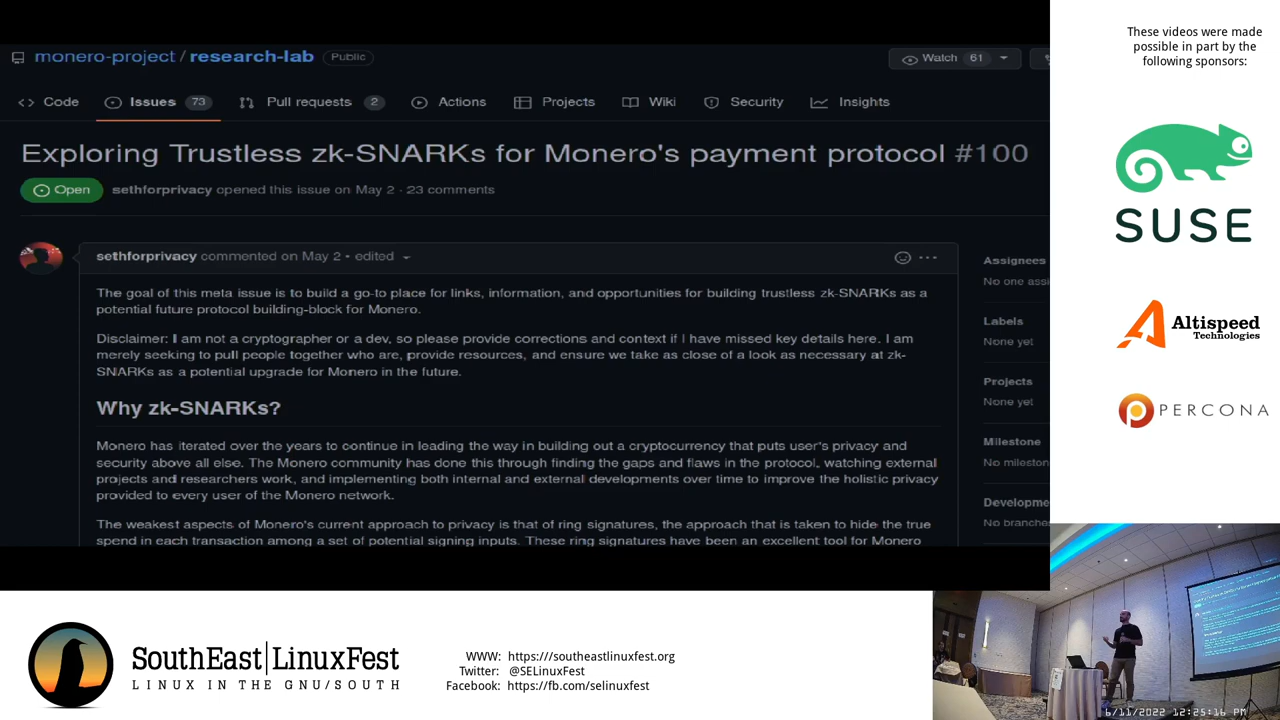 monero-project / research-lab Public
Watch 61
Code
Issues 73
Pull requests 2
Actions
Projects
Wiki
Security
Insights
Exploring Trustless zk-SNARKs for Monero's payment protocol #100
Open sethforprivacy opened this issue on May 2 · 23 comments
sethforprivacy commented on May 2 • edited
The goal of this meta issue is to build a go-to place for links, information, and opportunities for building trustless zk-SNARKs as a
potential future protocol building-block for Monero.
Disclaimer: I am not a cryptographer or a dev, so please provide corrections and context if I have missed key details here. I am
merely seeking to pull people together who are, provide resources, and ensure we take as close of a look as necessary at zk-
SNARKs as a potential upgrade for Monero in the future.
Why zk-SNARKs?
Monero has iterated over the years to continue in leading the way in building out a cryptocurrency that puts user's privacy and
security above all else. The Monero community has done this through finding the gaps and flaws in the protocol, watching external
projects and researchers work, and implementing both internal and external developments over time to improve the holistic privacy
provided to every user of the Monero network.
The weakest aspects of Monero's current approach to privacy is that of ring signatures, the approach that is taken to hide the true
spend in each transaction among a set of potential signing inputs. These ring signatures have been an excellent tool for Monero
Assignees
No one assi
Labels
None yet
Projects
None yet
Milestone
No mileston
Developme
No branche
These videos were made
possible in part by the
following sponsors:
SUSE
Altispeed
Technologies
PERCONA
SouthEast LinuxFest
LINUX IN THE GNU/SOUTH
WWW: https:///southeastlinuxfest.org
Twitter: @SELinuxFest
Facebook: https://fb.com/selinuxfest
6/11/2022 12:25:16 PM